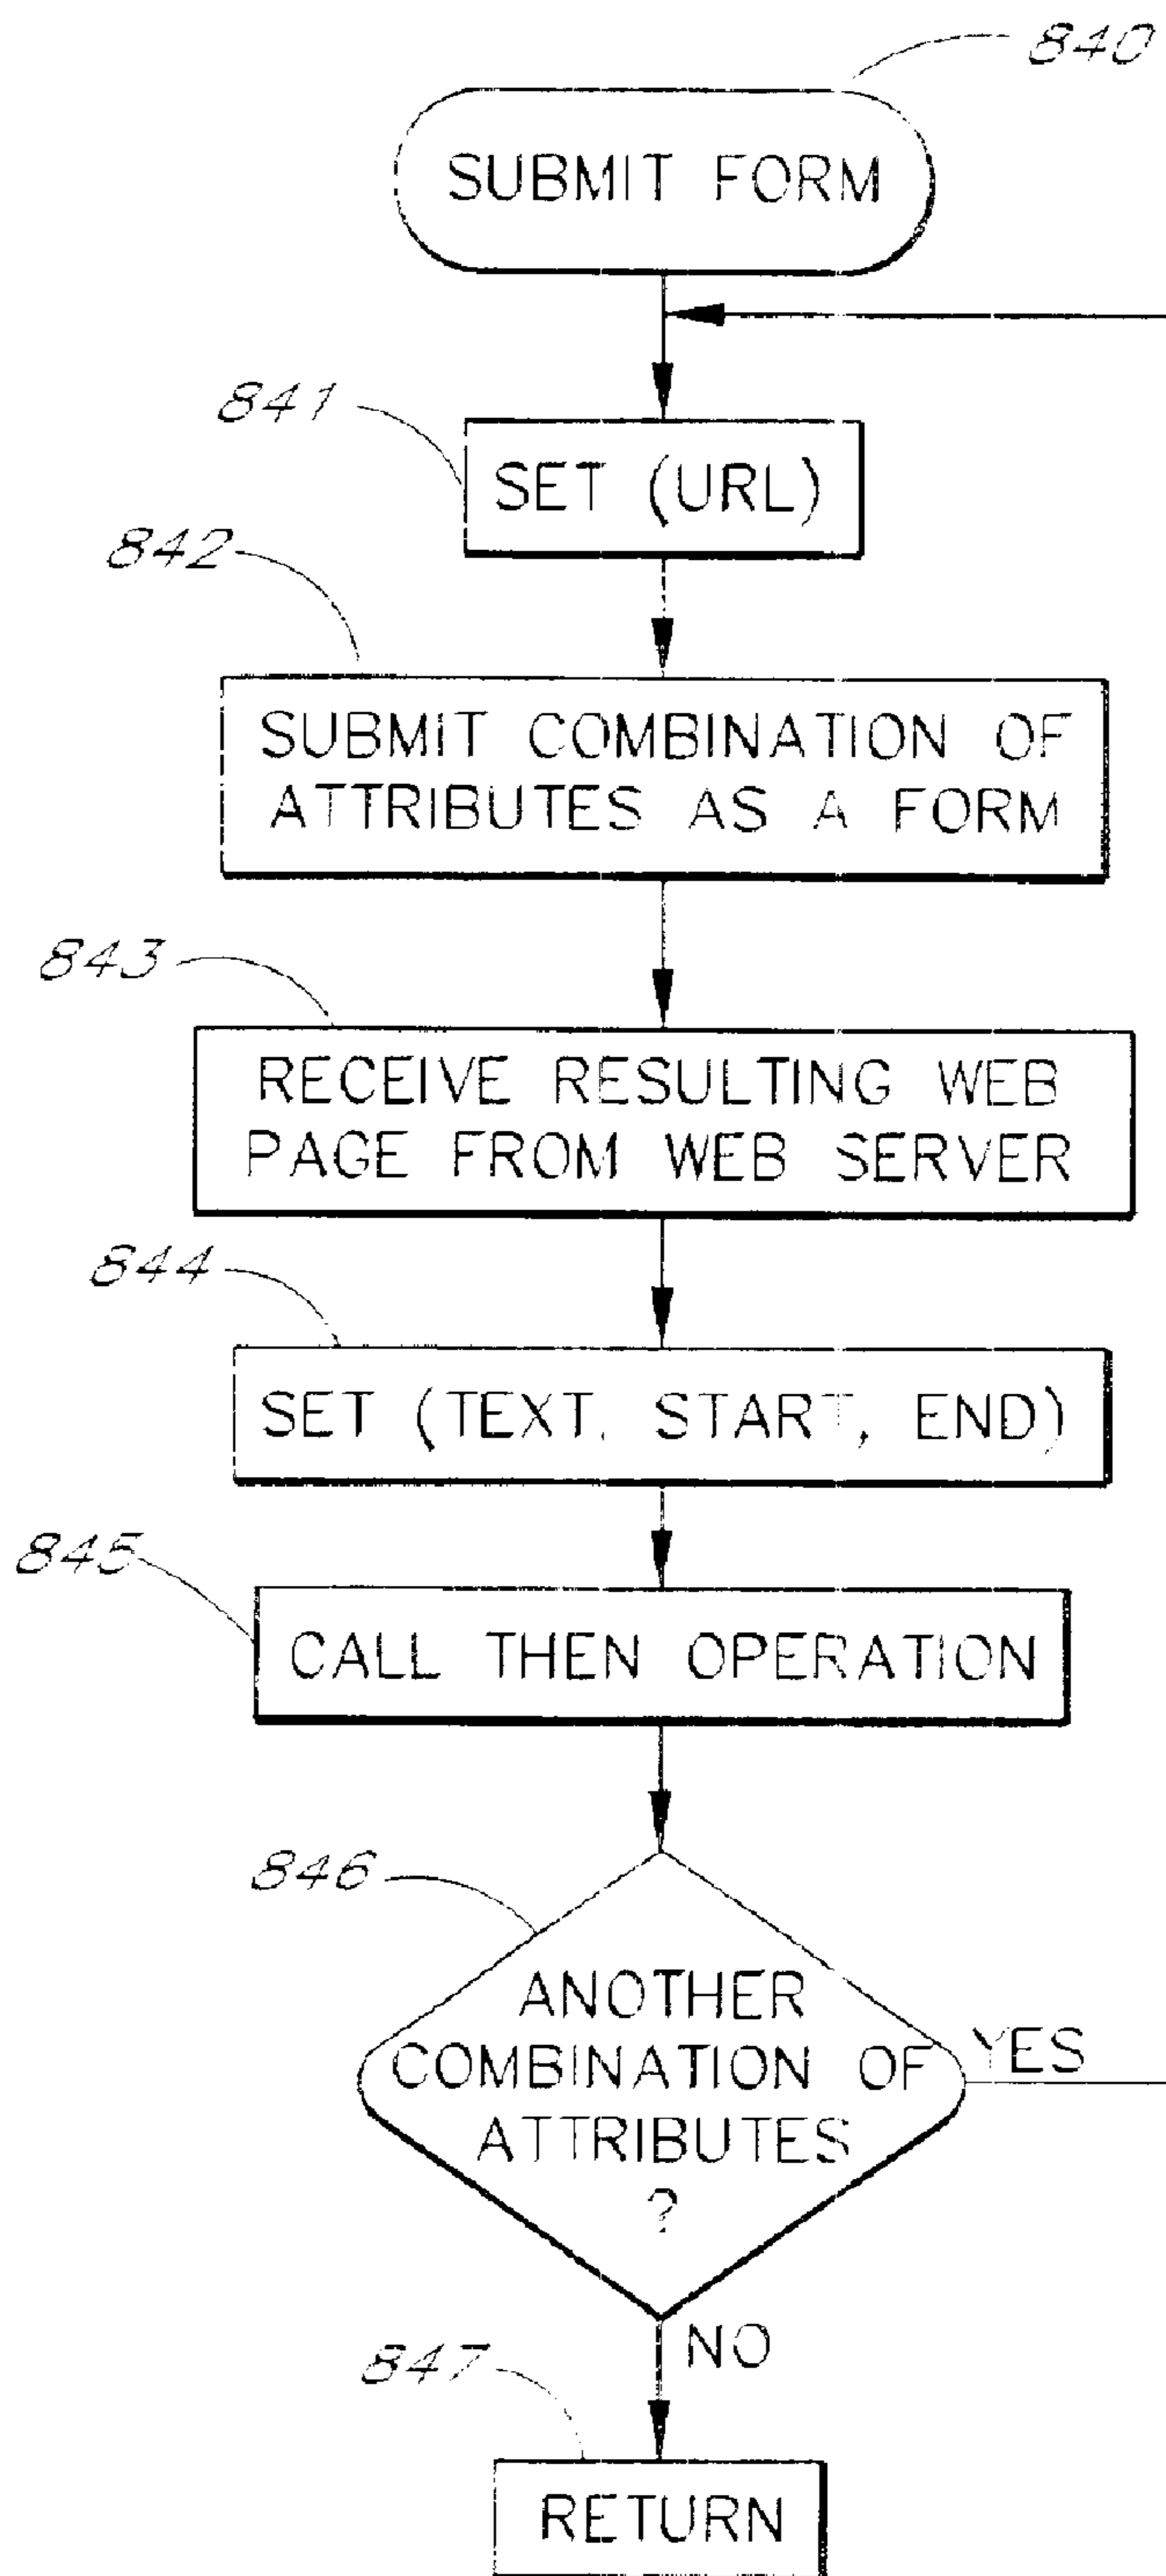 840
SUBMIT FORM
841
SET (URL)
842
SUBMIT COMBINATION OF
ATTRIBUTES AS A FORM
843
RECEIVE RESULTING WEB
PAGE FROM WEB SERVER
844
SET (TEXT, START, END)
845
CALL THEN OPERATION
846
ANOTHER
COMBINATION OF
ATTRIBUTES
?
YES
NO
847
RETURN